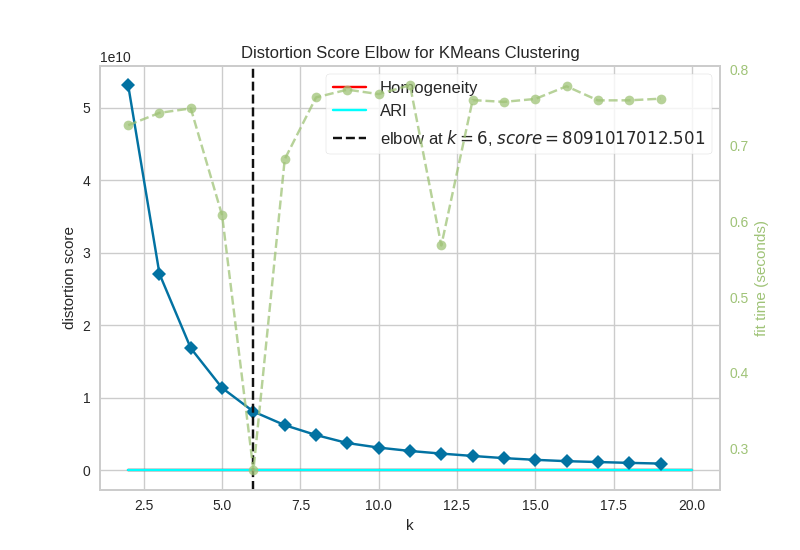 Distortion Score Elbow for KMeans Clustering
1e10
Homogeneity
ARI
elbow at k = 6, score = 8091017012.501
5
4
3
2
1
0
distortion score
0.8
0.7
0.6
0.5
0.4
0.3
fit time (seconds)
2.5 5.0 7.5 10.0 12.5 15.0 17.5 20.0
k